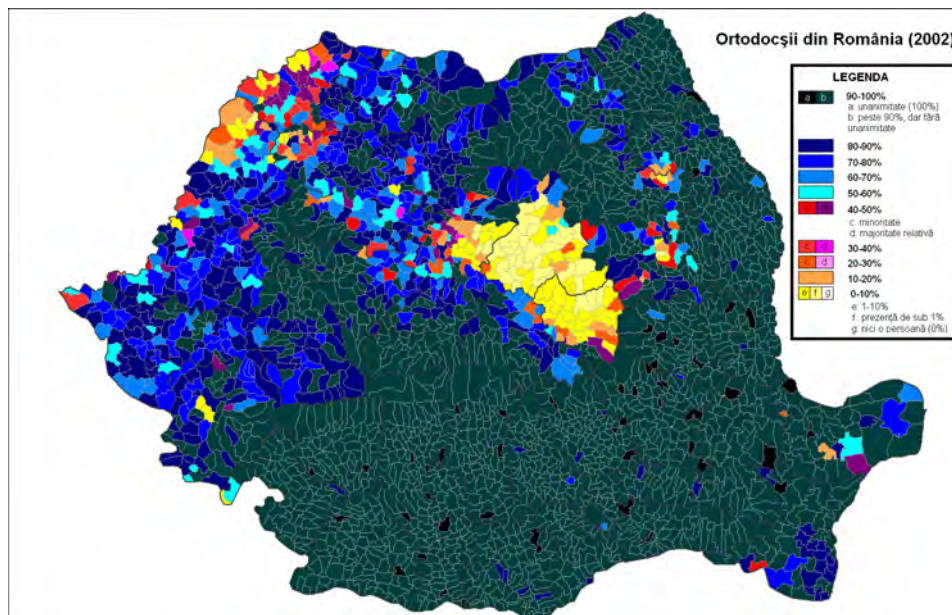 Ortodocşii din România (2002)
LEGENDA
a b 90-100%
a: unanimitate (100%)
b: peste 90%, dar fără
unanimitate
80-90%
70-80%
60-70%
50-60%
c d 40-50%
c. minoritate
d. majoritate relativă
c d 30-40%
c d 20-30%
10-20%
e f g 0-10%
e: 1-10%
f. prezenţă de sub 1%
g: nici o persoană (0%)